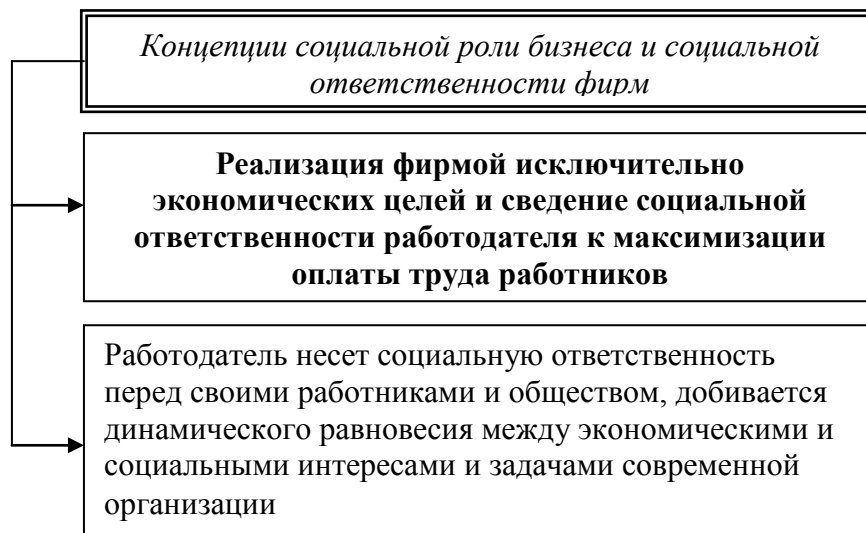 Концепции социальной роли бизнеса и социальной
ответственности фирм
Реализация фирмой исключительно
экономических целей и сведение социальной
ответственности работодателя к максимизации
оплаты труда работников
Работодатель несет социальную ответственность
перед своими работниками и обществом, добивается
динамического равновесия между экономическими и
социальными интересами и задачами современной
организации